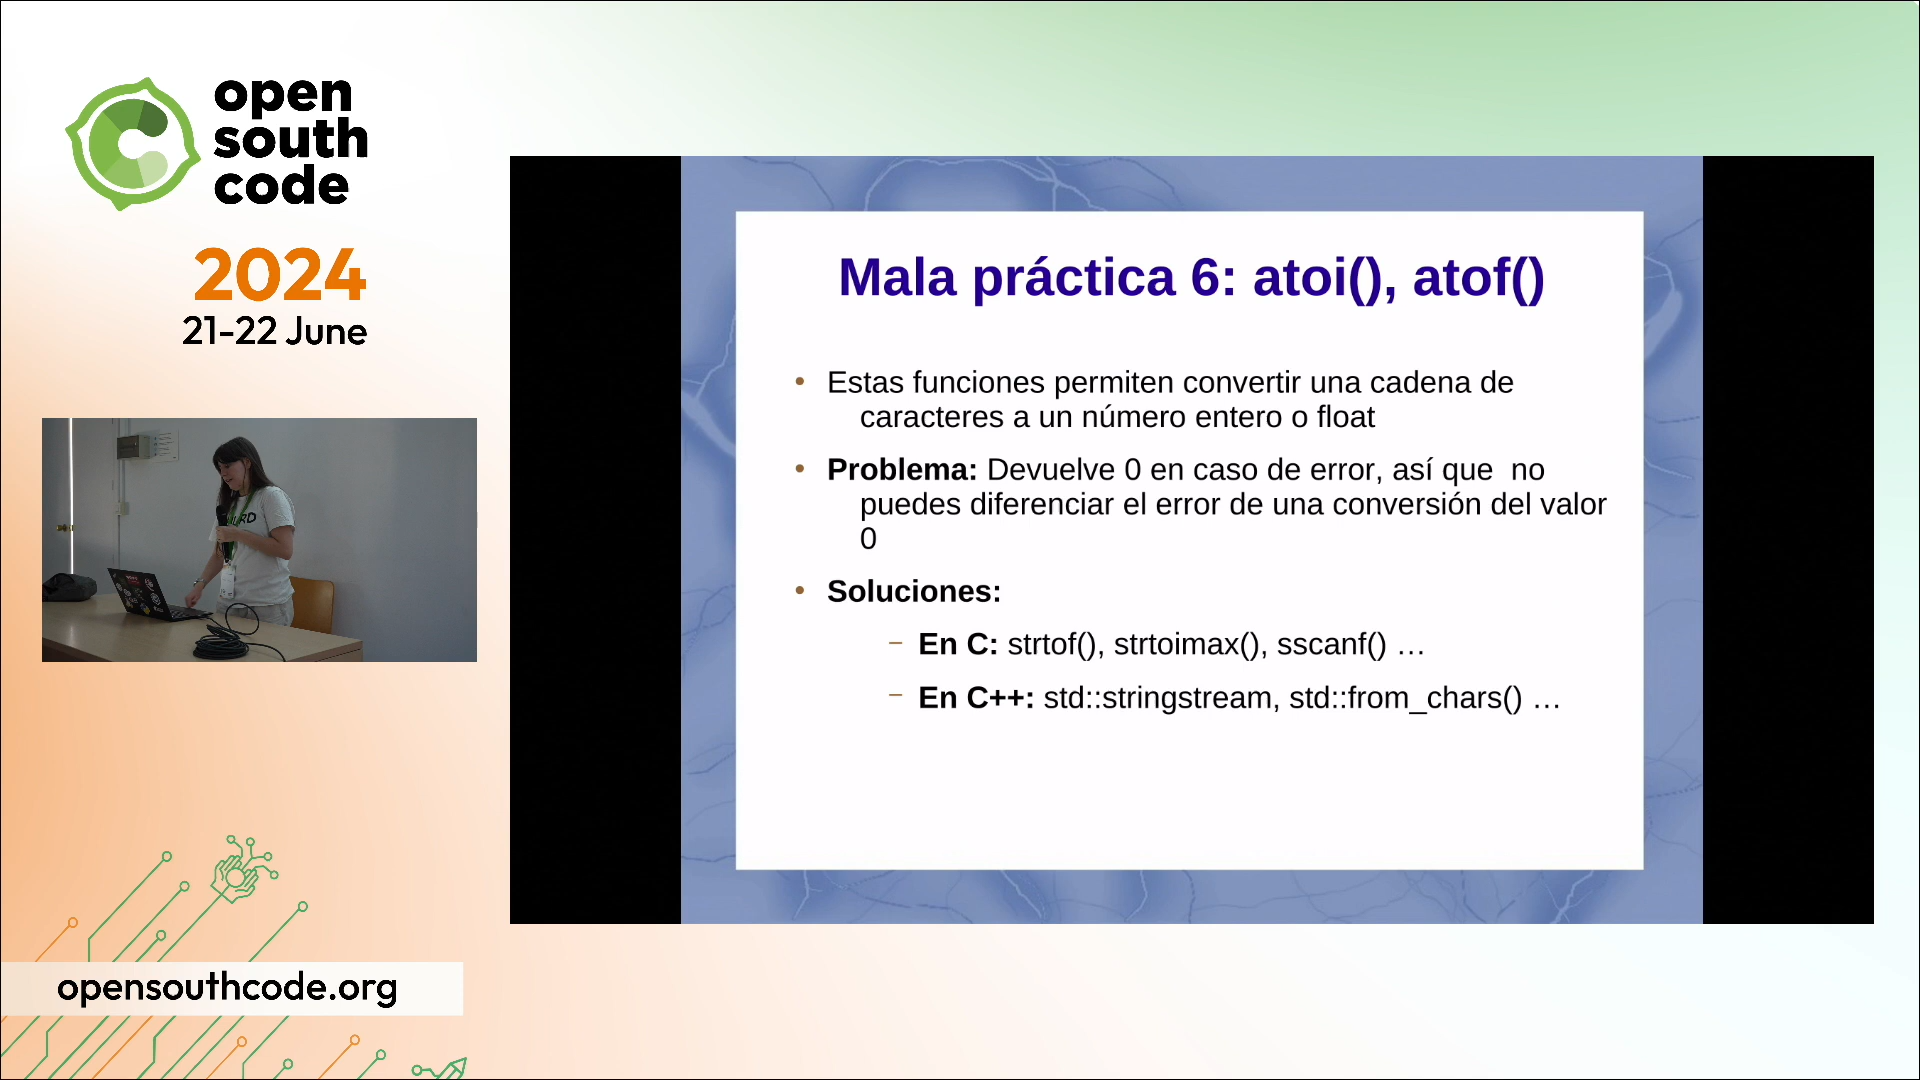 open
south
code
2024
21-22 June
Mala práctica 6: atoi(), atof()
• Estas funciones permiten convertir una cadena de
caracteres a un número entero o float
• Problema: Devuelve 0 en caso de error, así que  no
puedes diferenciar el error de una conversión del valor
0
• Soluciones:
– En C: strtof(), strtoimax(), sscanf() …
– En C++: std::stringstream, std::from_chars() …
opensouthcode.org